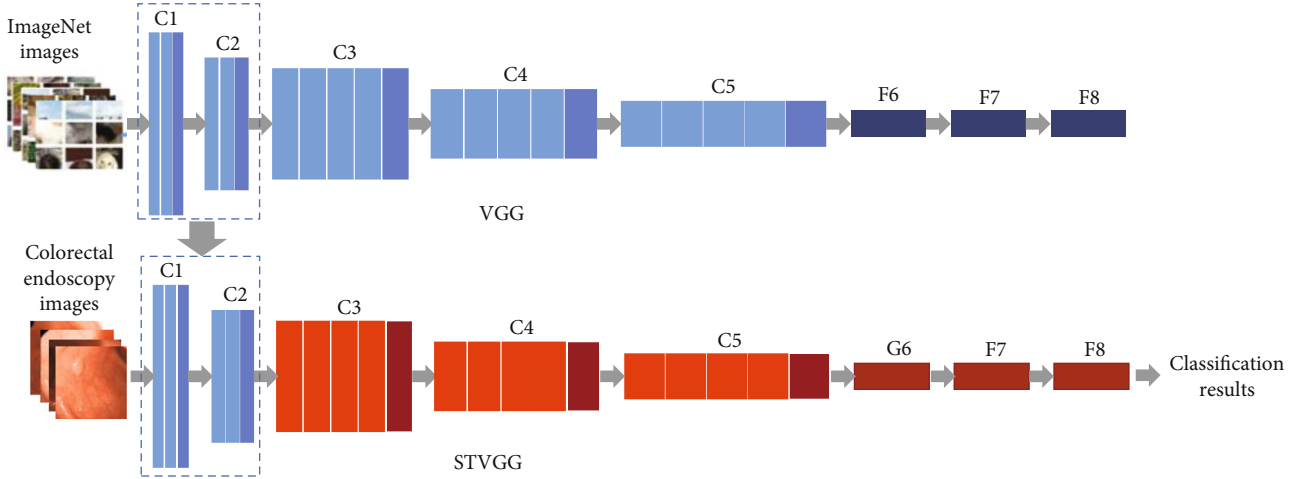 ImageNet
images
C1
C2
C3
C4
C5
F6
F7
F8
VGG
Colorectal
endoscopy
images
C1
C2
C3
C4
C5
G6
F7
F8
Classification
results
STVGG